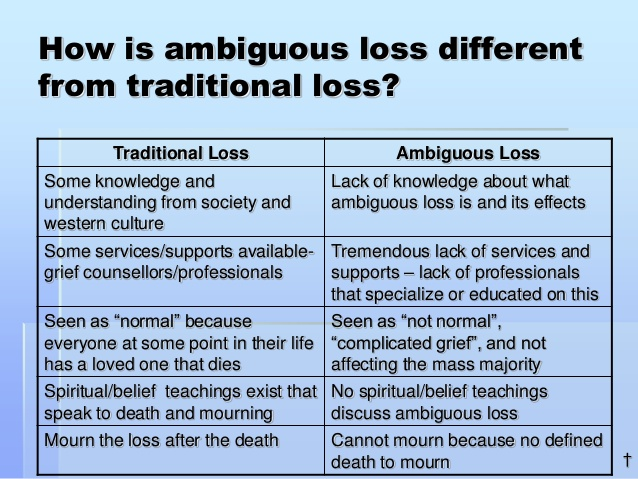 How is ambiguous loss different
from traditional loss?
Traditional Loss
Ambiguous Loss
Some knowledge and
understanding from society and
western culture
Lack of knowledge about what
ambiguous loss is and its effects
Some services/supports available-
grief counsellors/professionals
Tremendous lack of services and
supports – lack of professionals
that specialize or educated on this
Seen as “normal” because
everyone at some point in their life
has a loved one that dies
Seen as “not normal”,
“complicated grief”, and not
affecting the mass majority
Spiritual/belief teachings exist that
speak to death and mourning
No spiritual/belief teachings
discuss ambiguous loss
Mourn the loss after the death
Cannot mourn because no defined
death to mourn
†